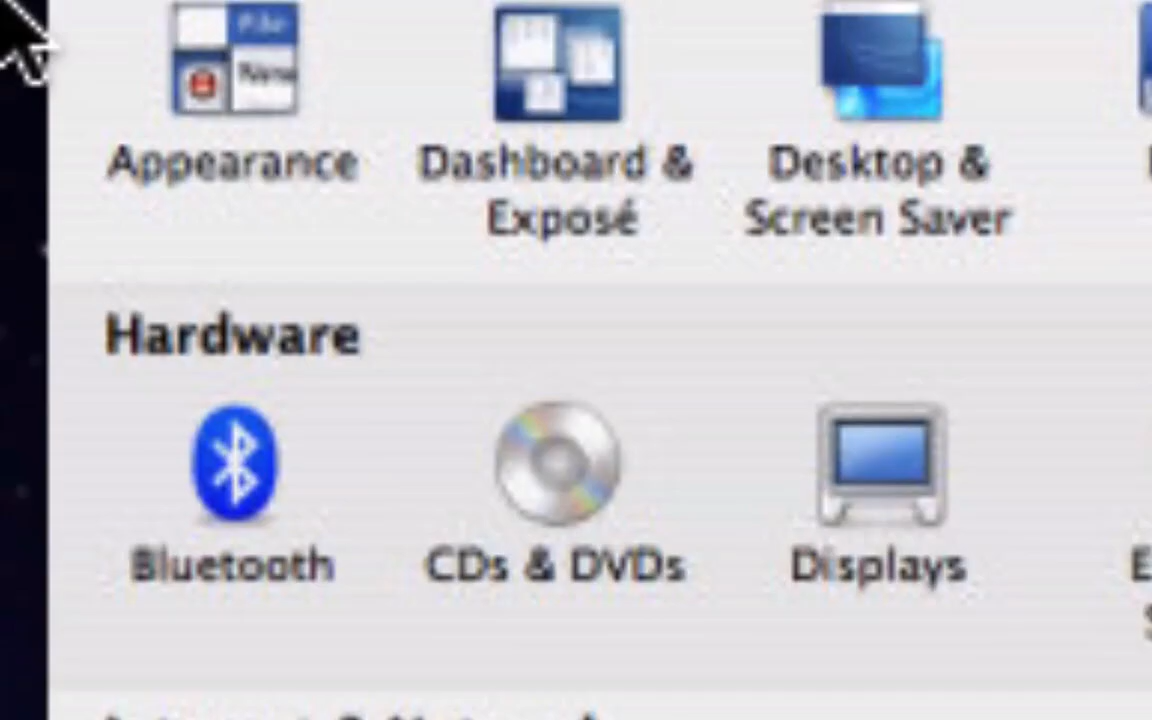 Appearance
Dashboard &
Exposé
Desktop &
Screen Saver
Hardware
Bluetooth
CDs & DVDs
Displays